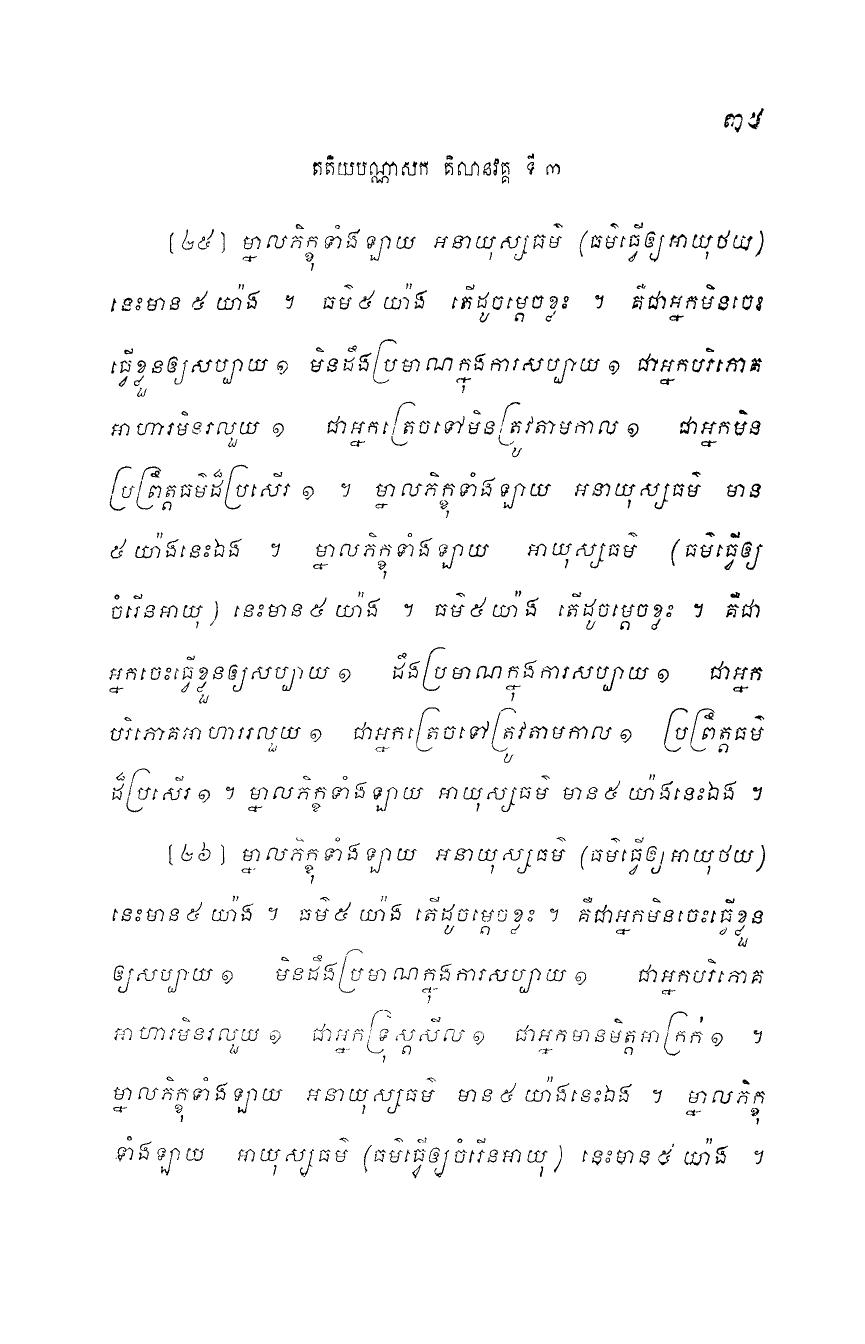 ៣៦
តតិយបណ្ណាសក គិលានវគ្គ ទី ៣
[២៥] ម្នាលភិក្ខុទាំងឡាយ អនាយុស្សធម៌ (ធម៌ធ្វើឲ្យអាយុថយ)
នេះមាន ៥ យ៉ាង ។ ធម៌ ៥ យ៉ាង តើដូចម្តេចខ្លះ ។ គឺជាអ្នកមិនចេះ
ធ្វើខ្លួនឲ្យសប្បាយ ១ មិនដឹងប្រមាណក្នុងការសប្បាយ ១ ជាអ្នកបរិភោគ
អាហារមិនរលួយ ១ ជាអ្នកត្រេចទៅមិនត្រូវតាមកាល ១ ជាអ្នកមិន
ប្រព្រឹត្តធម៌ដ៏ប្រសើរ ១ ។ ម្នាលភិក្ខុទាំងឡាយ អនាយុស្សធម៌ មាន
៥ យ៉ាងនេះឯង ។ ម្នាលភិក្ខុទាំងឡាយ អាយុស្សធម៌ (ធម៌ធ្វើឲ្យ
ចំរើនអាយុ) នេះមាន ៥ យ៉ាង ។ ធម៌ ៥ យ៉ាង តើដូចម្តេចខ្លះ ។ គឺជា
អ្នកចេះធ្វើខ្លួនឲ្យសប្បាយ ១ ដឹងប្រមាណក្នុងការសប្បាយ ១ ជាអ្នក
បរិភោគអាហាររលួយ ១ ជាអ្នកត្រេចទៅត្រូវតាមកាល ១ ប្រព្រឹត្តធម៌
ដ៏ប្រសើរ ១ ។ ម្នាលភិក្ខុទាំងឡាយ អាយុស្សធម៌ មាន ៥ យ៉ាងនេះឯង ។
[២៦] ម្នាលភិក្ខុទាំងឡាយ អនាយុស្សធម៌ (ធម៌ធ្វើឲ្យអាយុថយ)
នេះមាន ៥ យ៉ាង ។ ធម៌ ៥ យ៉ាង តើដូចម្តេចខ្លះ ។ គឺជាអ្នកមិនចេះធ្វើខ្លួន
ឲ្យសប្បាយ ១ មិនដឹងប្រមាណក្នុងការសប្បាយ ១ ជាអ្នកបរិភោគ
អាហារមិនរលួយ ១ ជាអ្នកទ្រុស្តសីល ១ ជាអ្នកមានមិត្តអាក្រក់ ១ ។
ម្នាលភិក្ខុទាំងឡាយ អនាយុស្សធម៌ មាន ៥ យ៉ាងនេះឯង ។ ម្នាលភិក្ខុ
ទាំងឡាយ អាយុស្សធម៌ (ធម៌ធ្វើឲ្យចំរើនអាយុ) នេះមាន ៥ យ៉ាង ។